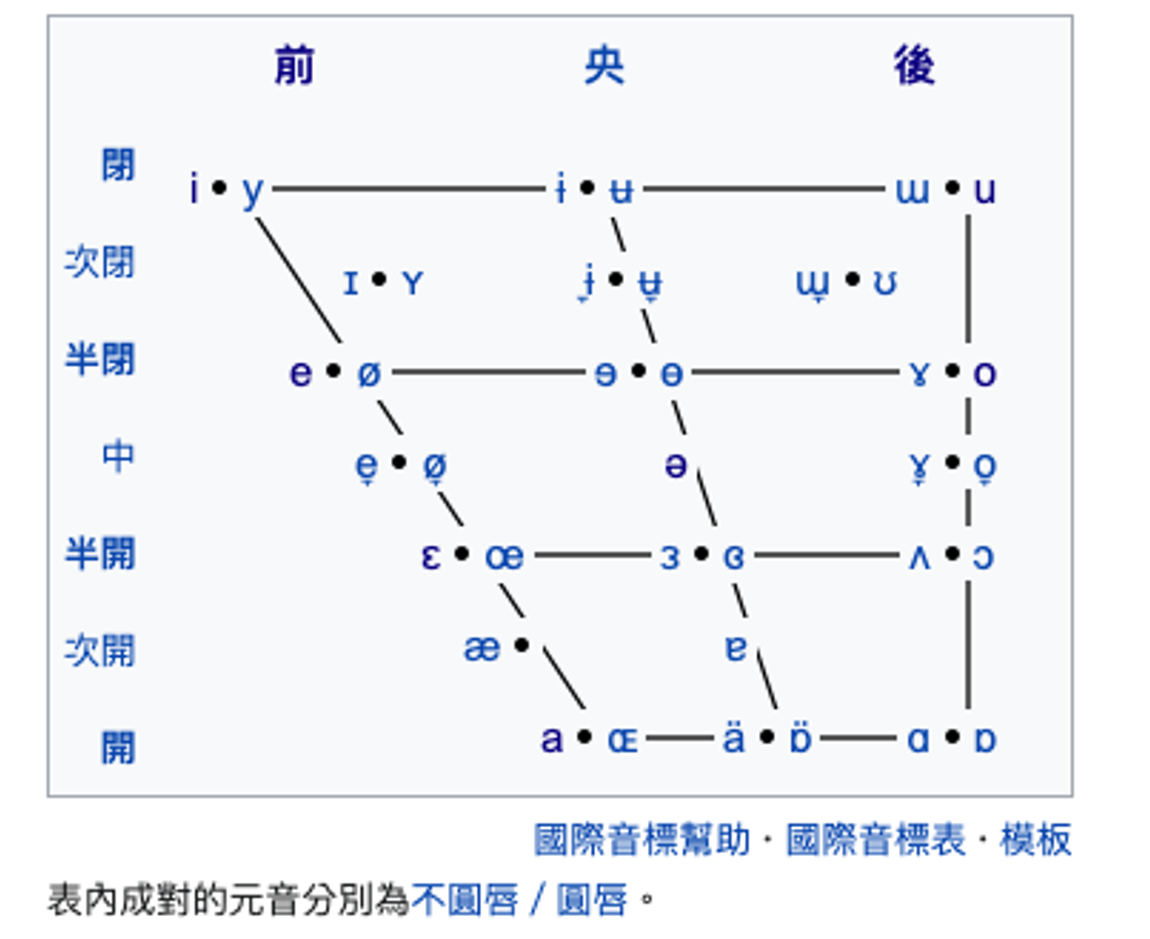 前 央 後
閉
i • y ɨ • ʉ ɯ • u
次閉
ɪ • ʏ ɨ̞ • ʉ̞ ɯ̞ • ʊ
半閉
e • ø ɘ • ɵ ɤ • o
中
e̞ • ø̞ ə ɤ̞ • o̞
半開
ɛ • œ ɜ • ɞ ʌ • ɔ
次開
æ • ɐ
開
a • ɶ ä • ɒ̈ ɑ • ɒ
國際音標幫助 · 國際音標表 · 模板
表內成對的元音分別為不圓唇 / 圓唇。